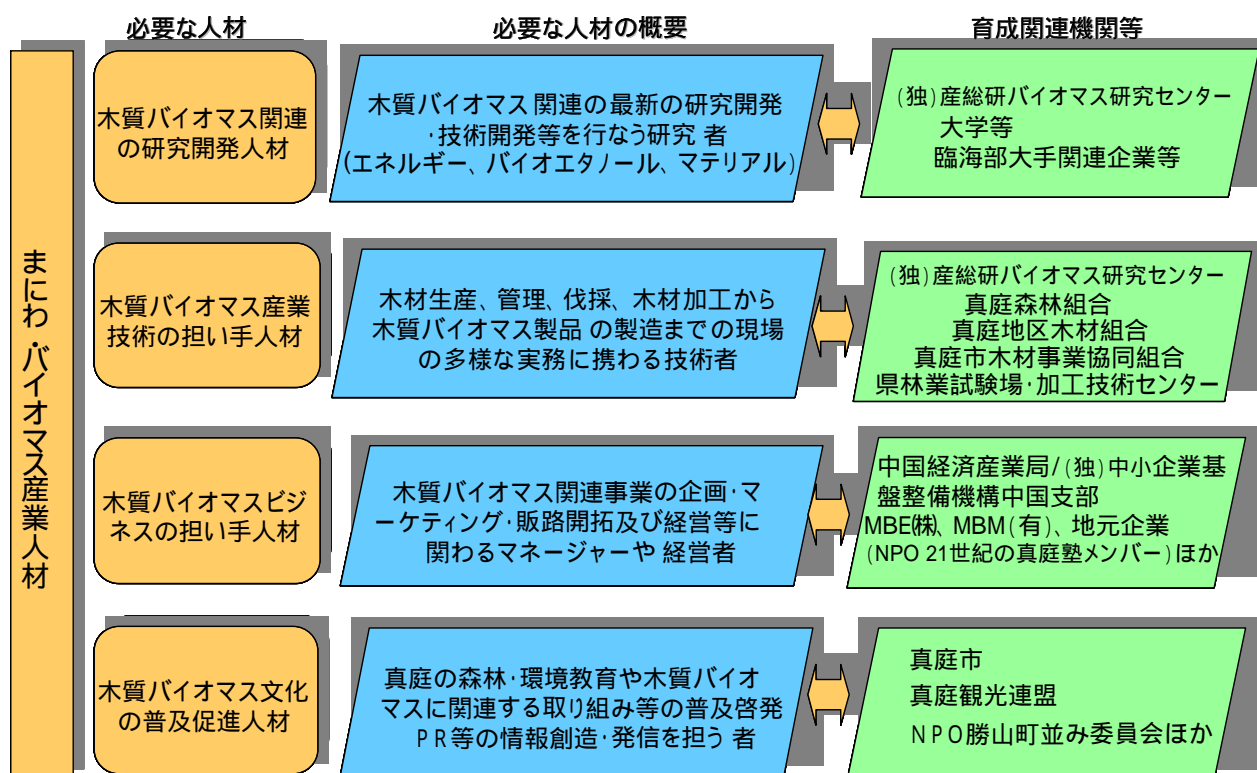 必要な人材
必要な人材の概要
育成関連機関等
まにわ・バイオマス産業人材
木質バイオマス関連
の研究開発人材
木質バイオマス関連の最新の研究開発
・技術開発等を行なう研究 者
(エネルギー、バイオエタノール、マテリアル)
(独)産総研バイオマス研究センター
大学等
臨海部大手関連企業等
木質バイオマス産業
技術の担い手人材
木材生産、管理、伐採、木材加工から
木質バイオマス製品 の製造までの現場
の多様な実務に携わる技術者
(独)産総研バイオマス研究センター
真庭森林組合
真庭地区木材組合
真庭市木材事業協同組合
県林業試験場・加工技術センター
木質バイオマスビジ
ネスの担い手人材
木質バイオマス関連事業の企画・マ
ーケティング・販路開拓及び経営等に
関わるマネージャーや 経営者
中国経済産業局/(独)中小企業基
盤整備機構中国支部
MBE㈱、MBM(有)、地元企業
(NPO 21世紀の真庭塾メンバー)ほか
木質バイオマス文化
の普及促進人材
真庭の森林・環境教育や木質バイオ
マスに関連する取り組み等の普及啓発
PR等の情報創造・発信を担う 者
真庭市
真庭観光連盟
NPO勝山町並み委員会ほか